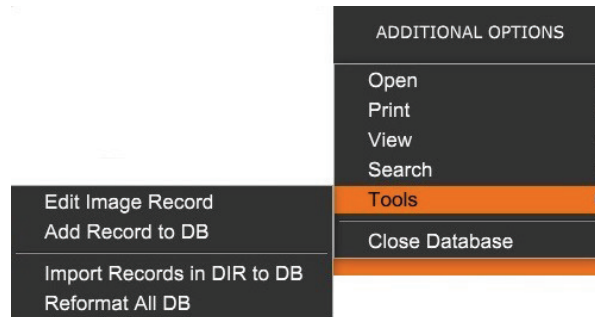 ADDITIONAL OPTIONS
Open
Print
View
Search
Tools
Close Database
Edit Image Record
Add Record to DB
Import Records in DIR to DB
Reformat All DB